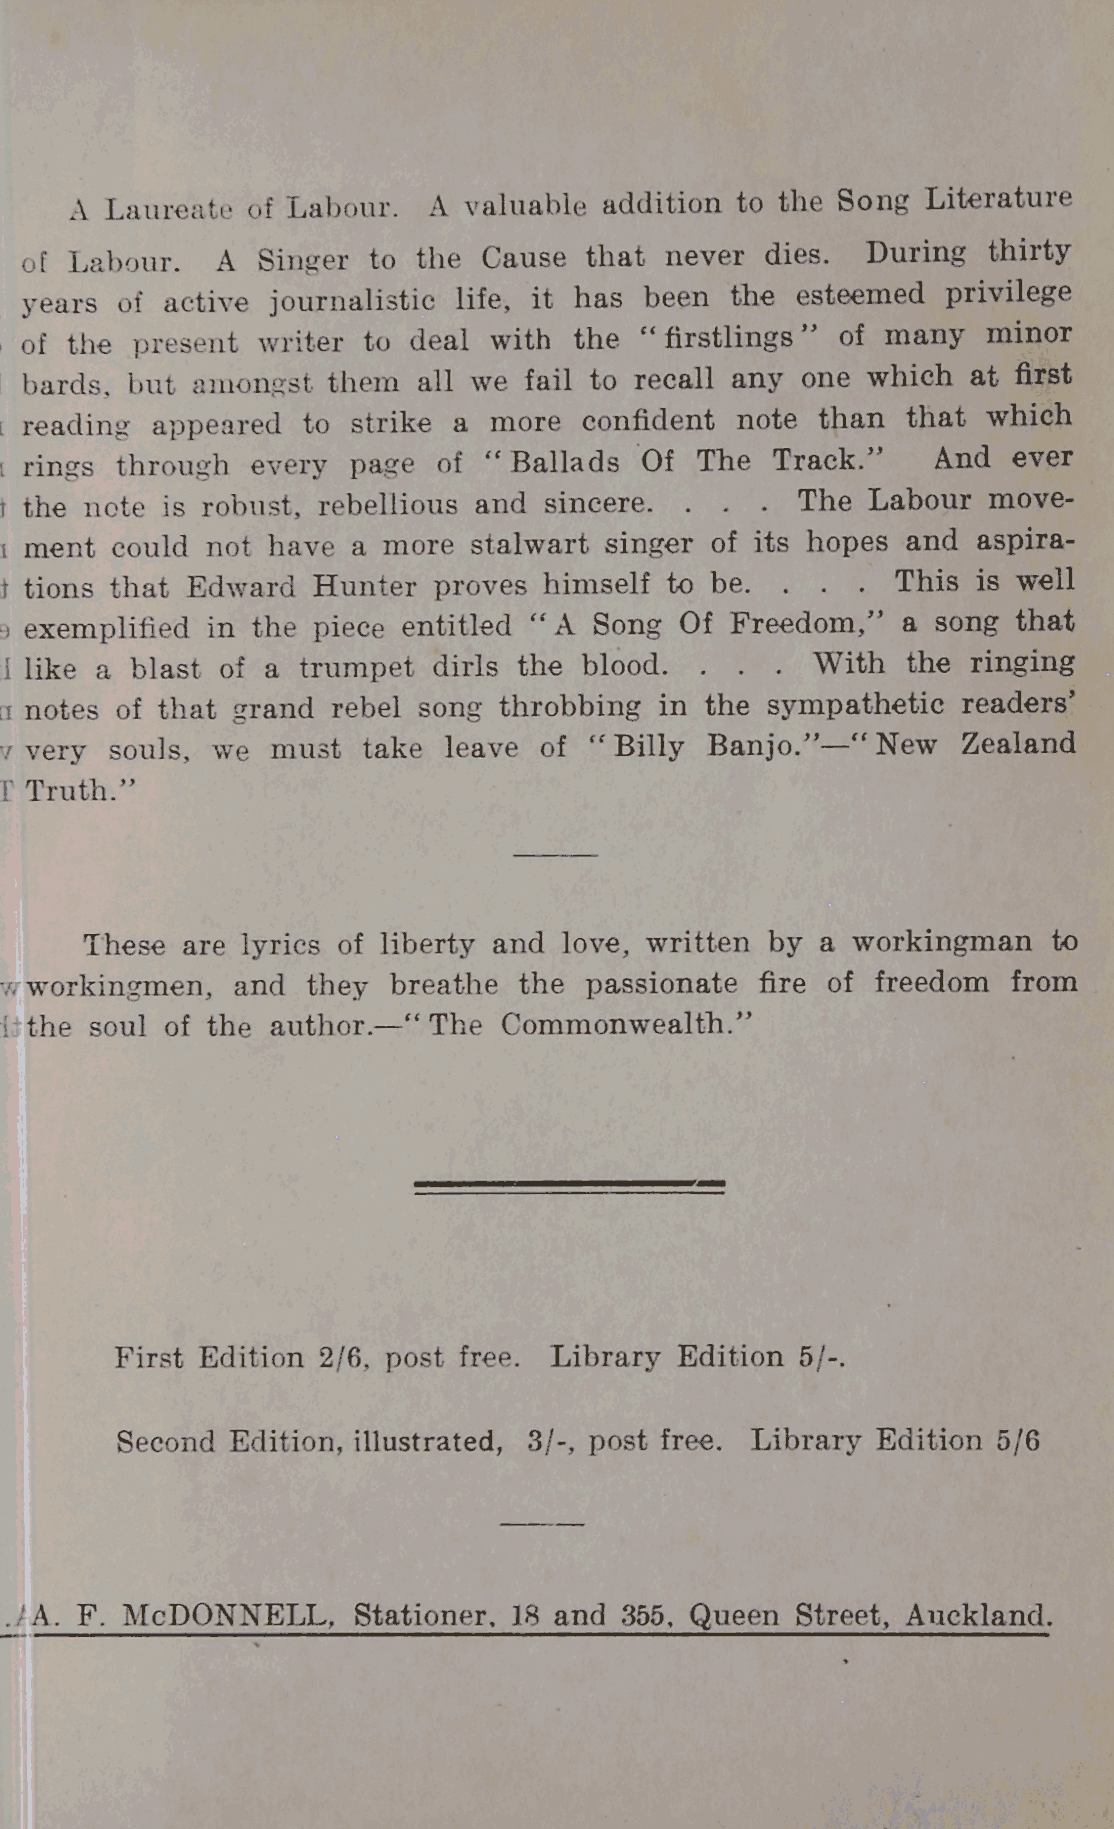 A Laureate of Labour. A valuable addition to the Song Literature
of Labour. A Singer to the Cause that never dies. During thirty
years of active journalistic life, it has been the esteemed privilege
of the present writer to deal with the “firstlings” of many minor
bards, but amongst them all we fail to recall any one which at first
reading appeared to strike a more confident note than that which
rings through every page of “Ballads Of The Track.” And ever
the note is robust, rebellious and sincere. . . . The Labour move-
ment could not have a more stalwart singer of its hopes and aspira-
tions that Edward Hunter proves himself to be. . . . This is well
exemplified in the piece entitled “A Song Of Freedom,” a song that
like a blast of a trumpet dirls the blood. . . . With the ringing
notes of that grand rebel song throbbing in the sympathetic readers’
very souls, we must take leave of “Billy Banjo.”—“New Zealand
Truth.”
These are lyrics of liberty and love, written by a workingman to
workingmen, and they breathe the passionate fire of freedom from
the soul of the author.—“The Commonwealth.”
First Edition 2/6, post free. Library Edition 5/-.
Second Edition, illustrated, 3/-, post free. Library Edition 5/6
A. F. McDONNELL, Stationer, 18 and 355, Queen Street, Auckland.